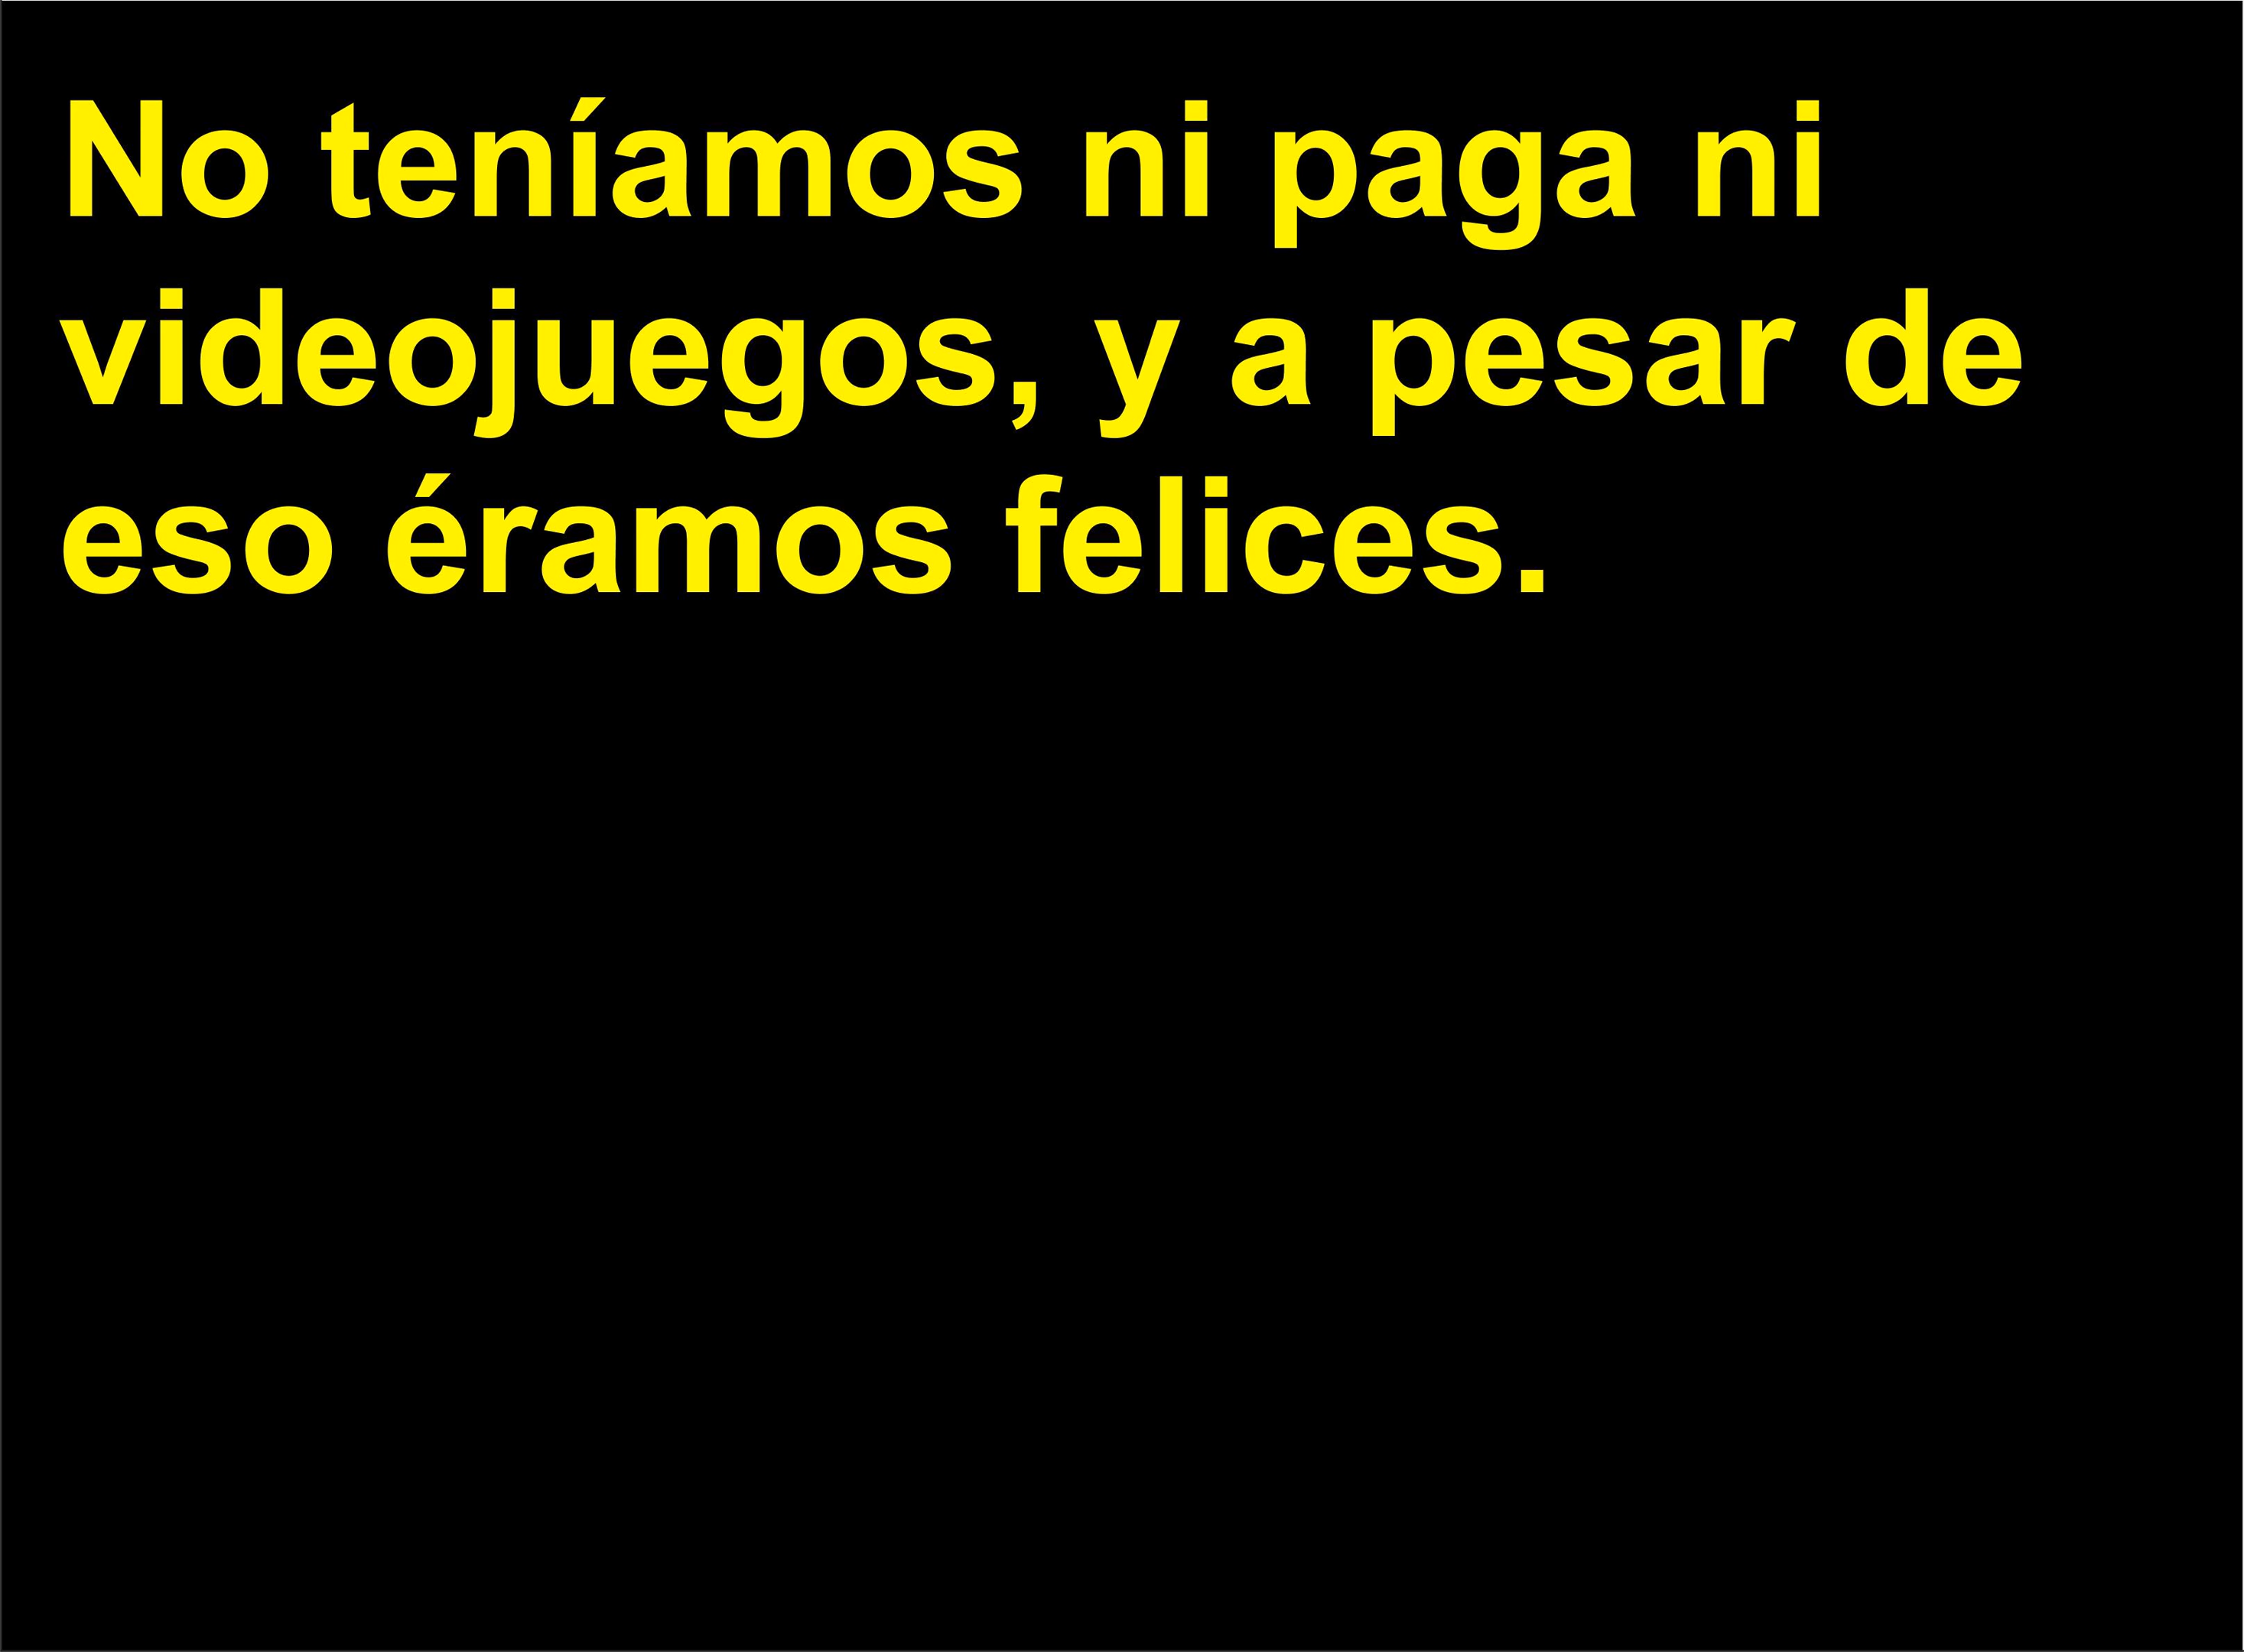 No teníamos ni paga ni
videojuegos, y a pesar de
eso éramos felices.